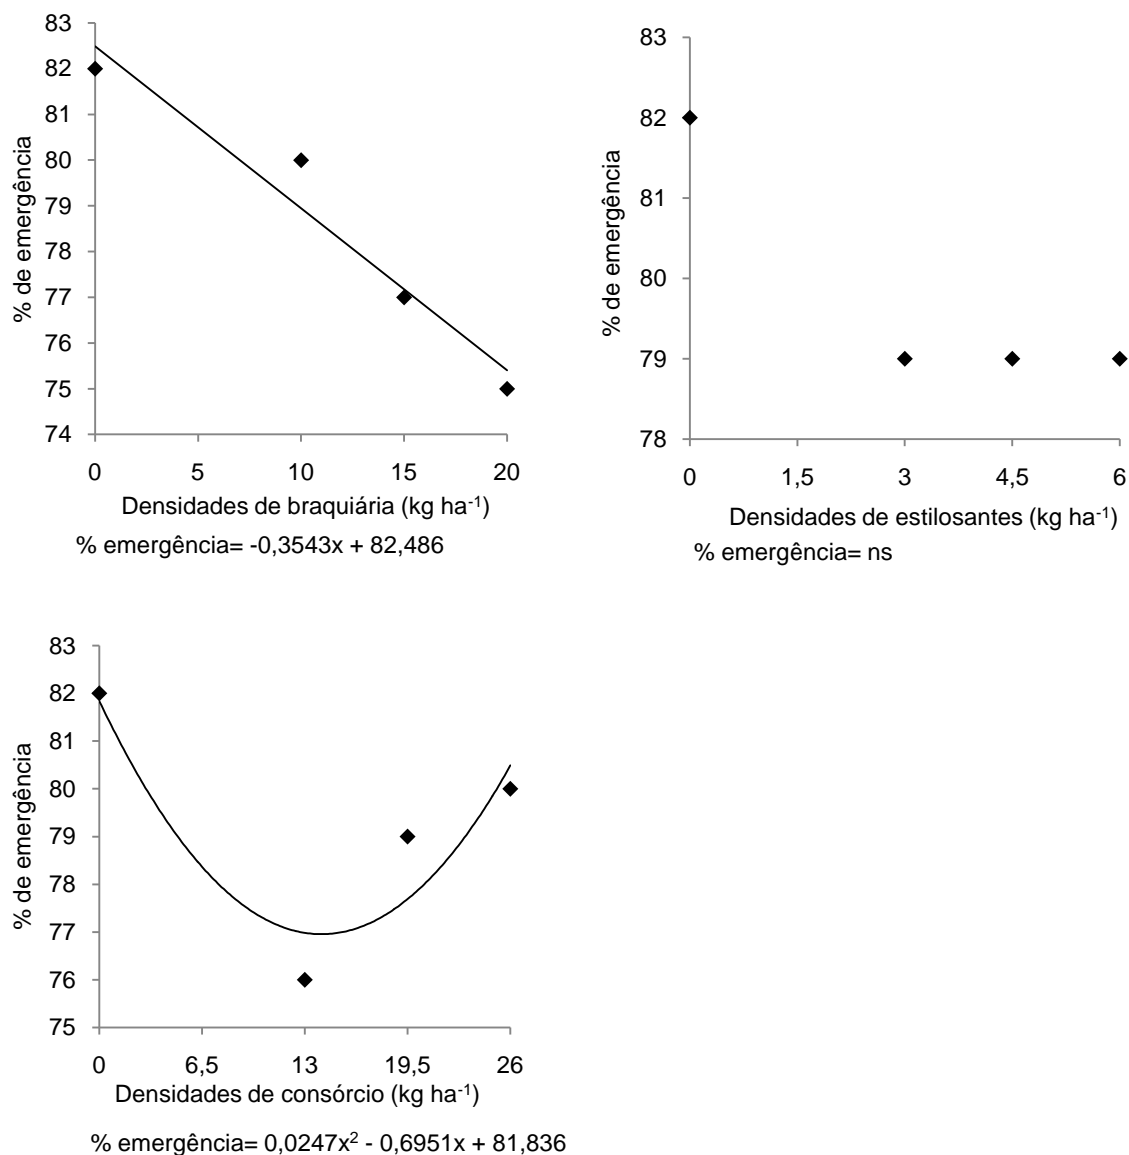 83
82
81
80
79
78
77
76
75
74
% de emergência
0 5 10 15 20
Densidades de braquiária (kg ha⁻¹)
% emergência= -0,3543x + 82,486
83
82
81
80
79
78
% de emergência
0 1,5 3 4,5 6
Densidades de estilosantes (kg ha⁻¹)
% emergência= ns
83
82
81
80
79
78
77
76
75
% de emergência
0 6,5 13 19,5 26
Densidades de consórcio (kg ha⁻¹)
% emergência= 0,0247x² - 0,6951x + 81,836